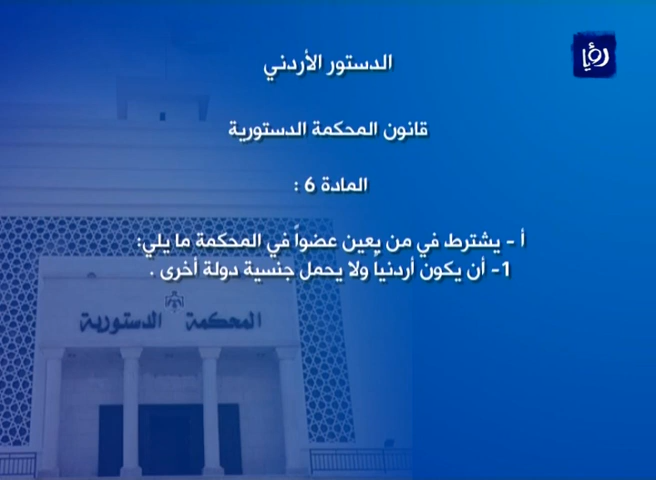 رؤيا
الدستور الأردني
قانون المحكمة الدستورية
المادة 6 :
أ - يشترط في من يعين عضواً في المحكمة ما يلي:
1- أن يكون أردنياً ولا يحمل جنسية دولة أخرى .
المحكمة الدستورية